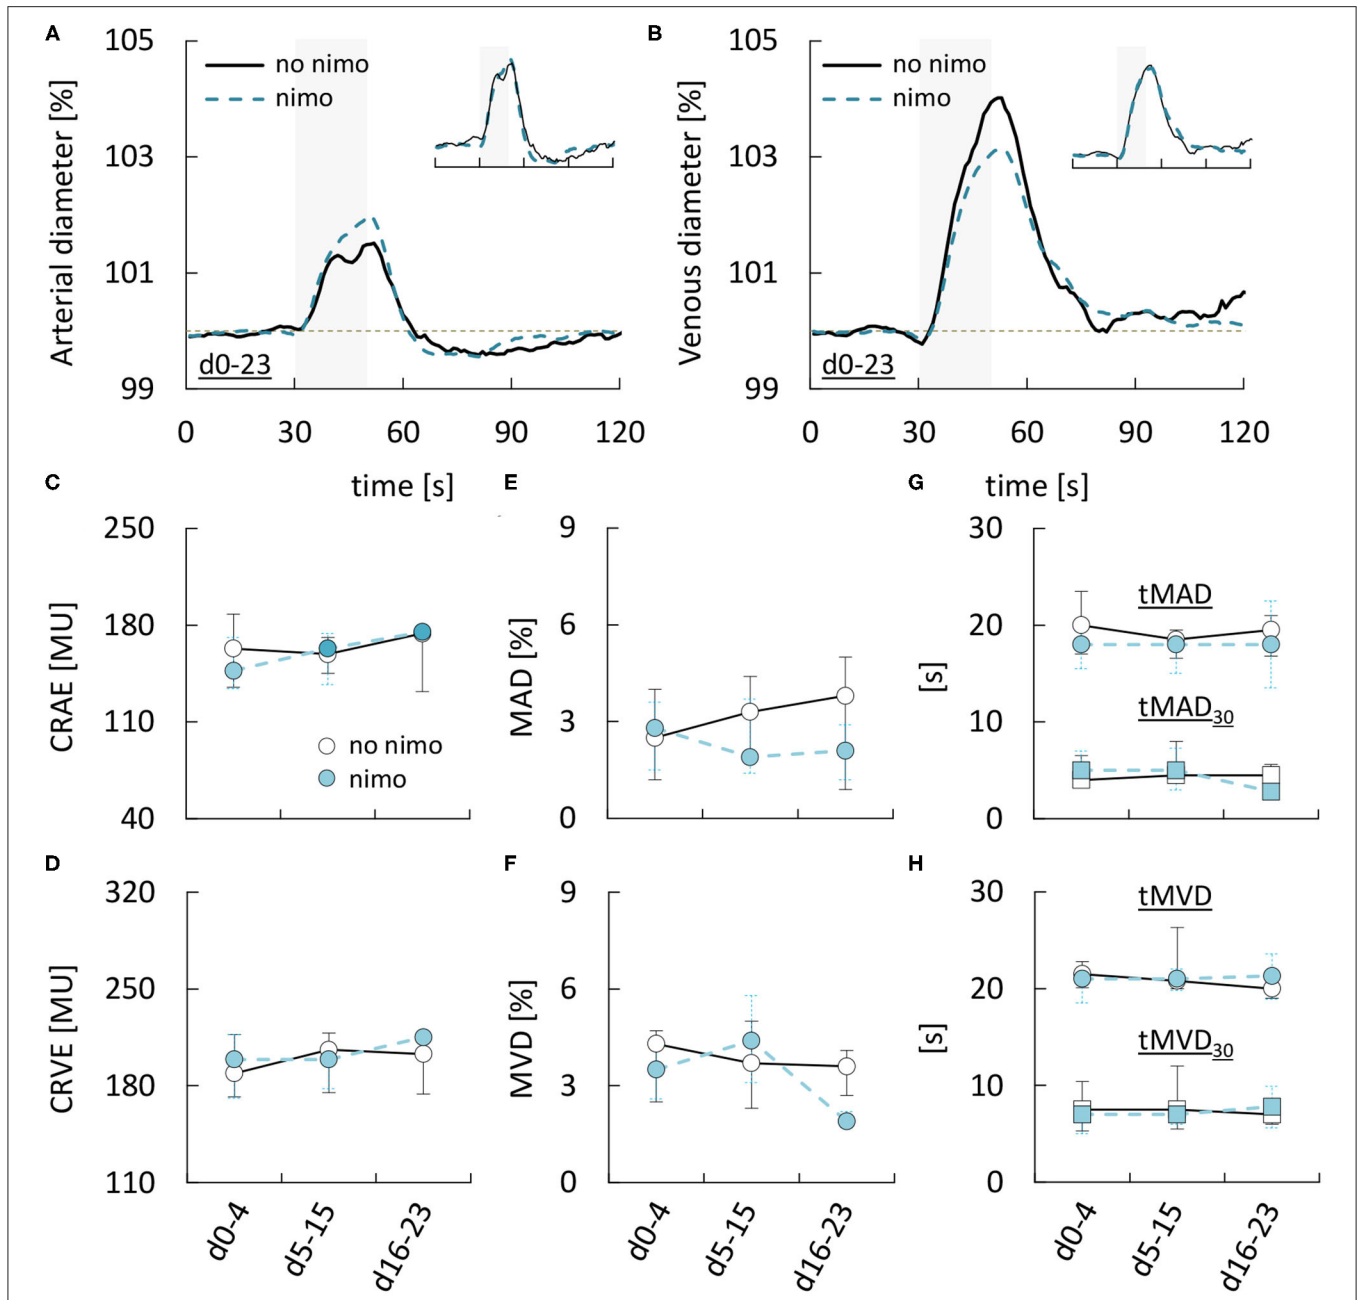 A
105
103
101
99
Arterial diameter [%]
no nimo
nimo
d0-23
0 30 60 90 120
time [s]
B
105
103
101
99
Venous diameter [%]
no nimo
nimo
d0-23
0 30 60 90 120
time [s]
C
250
180
110
40
CRAE [MU]
no nimo
nimo
E
9
6
3
0
MAD [%]
G
30
20
10
0
[s]
tMAD
tMAD30
D
320
250
180
110
CRVE [MU]
d0-4 d5-15 d16-23
F
9
6
3
0
MVD [%]
d0-4 d5-15 d16-23
H
30
20
10
0
[s]
tMVD
tMVD30
d0-4 d5-15 d16-23